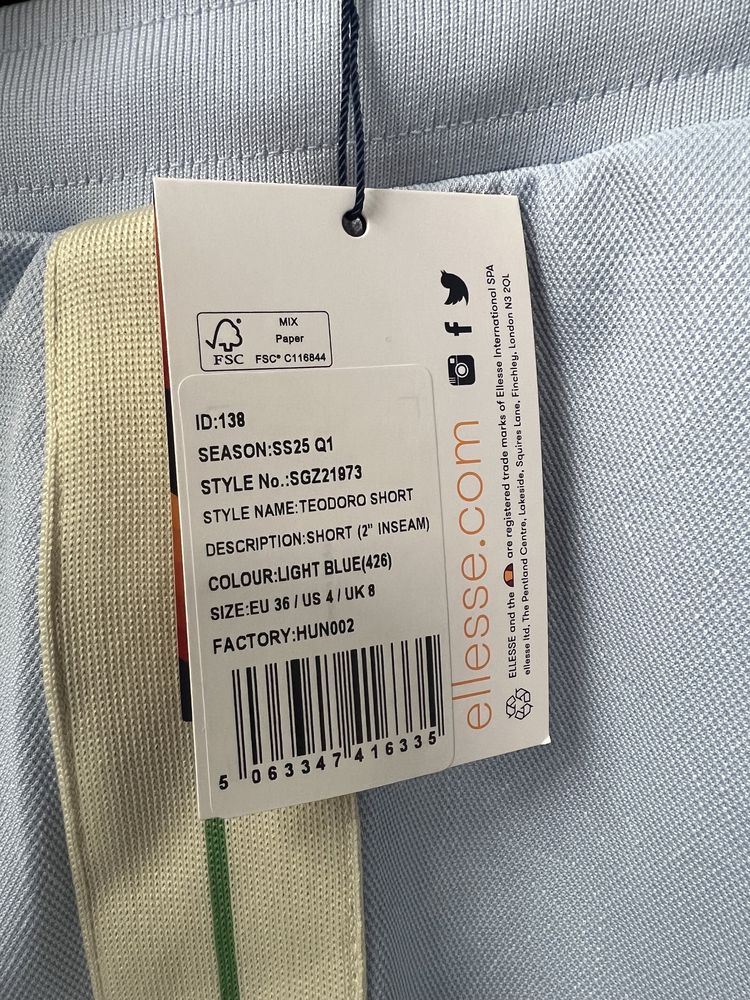 MIX
Paper
FSC
FSC® C116844
ID:138
SEASON:SS25 Q1
STYLE No.:SGZ21973
STYLE NAME:TEODORO SHORT
DESCRIPTION:SHORT (2" INSEAM)
COLOUR:LIGHT BLUE(426)
SIZE:EU 36 / US 4 / UK 8
FACTORY:HUN002
5 063347 416335
ellesse.com
ELLESSE and the are registered trade marks of Ellesse International SPA
ellesse ltd, The Pentland Centre, Lakeside, Squires Lane, Finchley, London N3 2QL